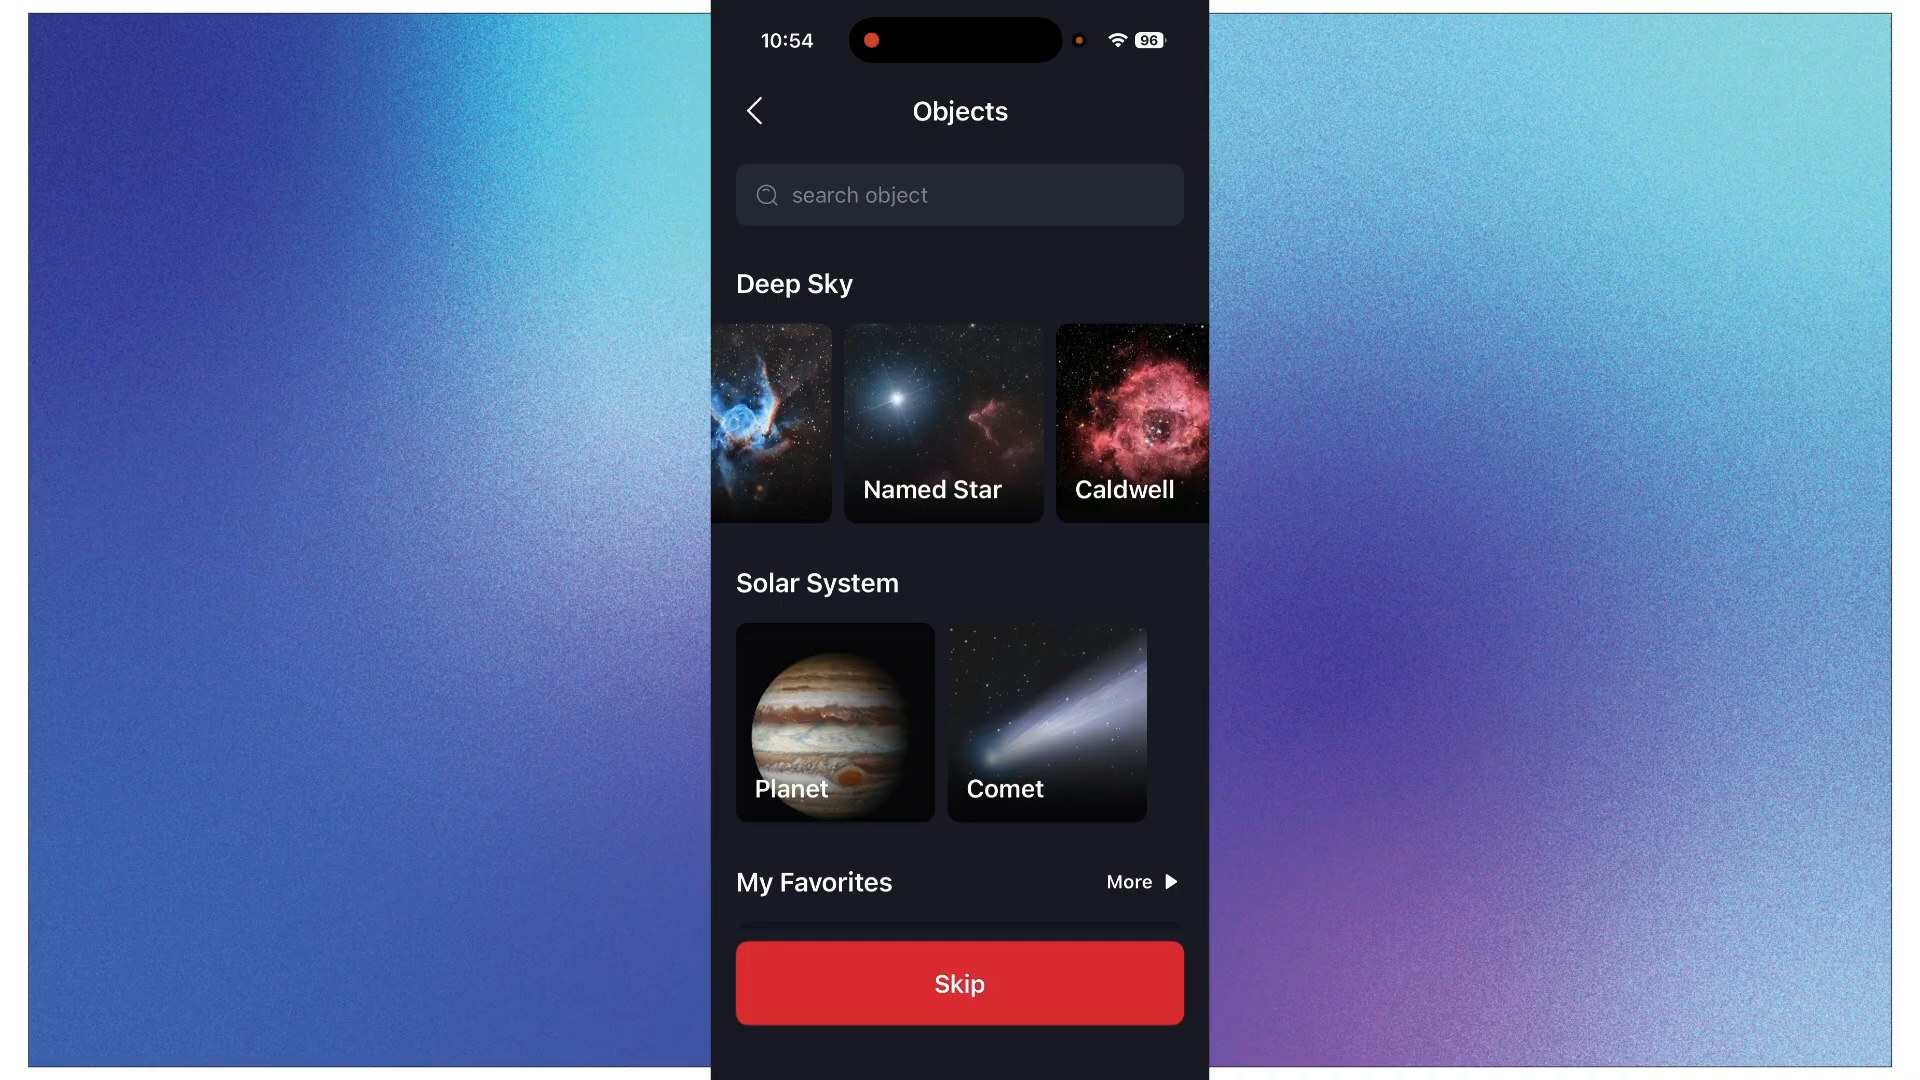 10:54
96
Objects
search object
Deep Sky
Named Star
Caldwell
Solar System
Planet
Comet
My Favorites
More
Skip